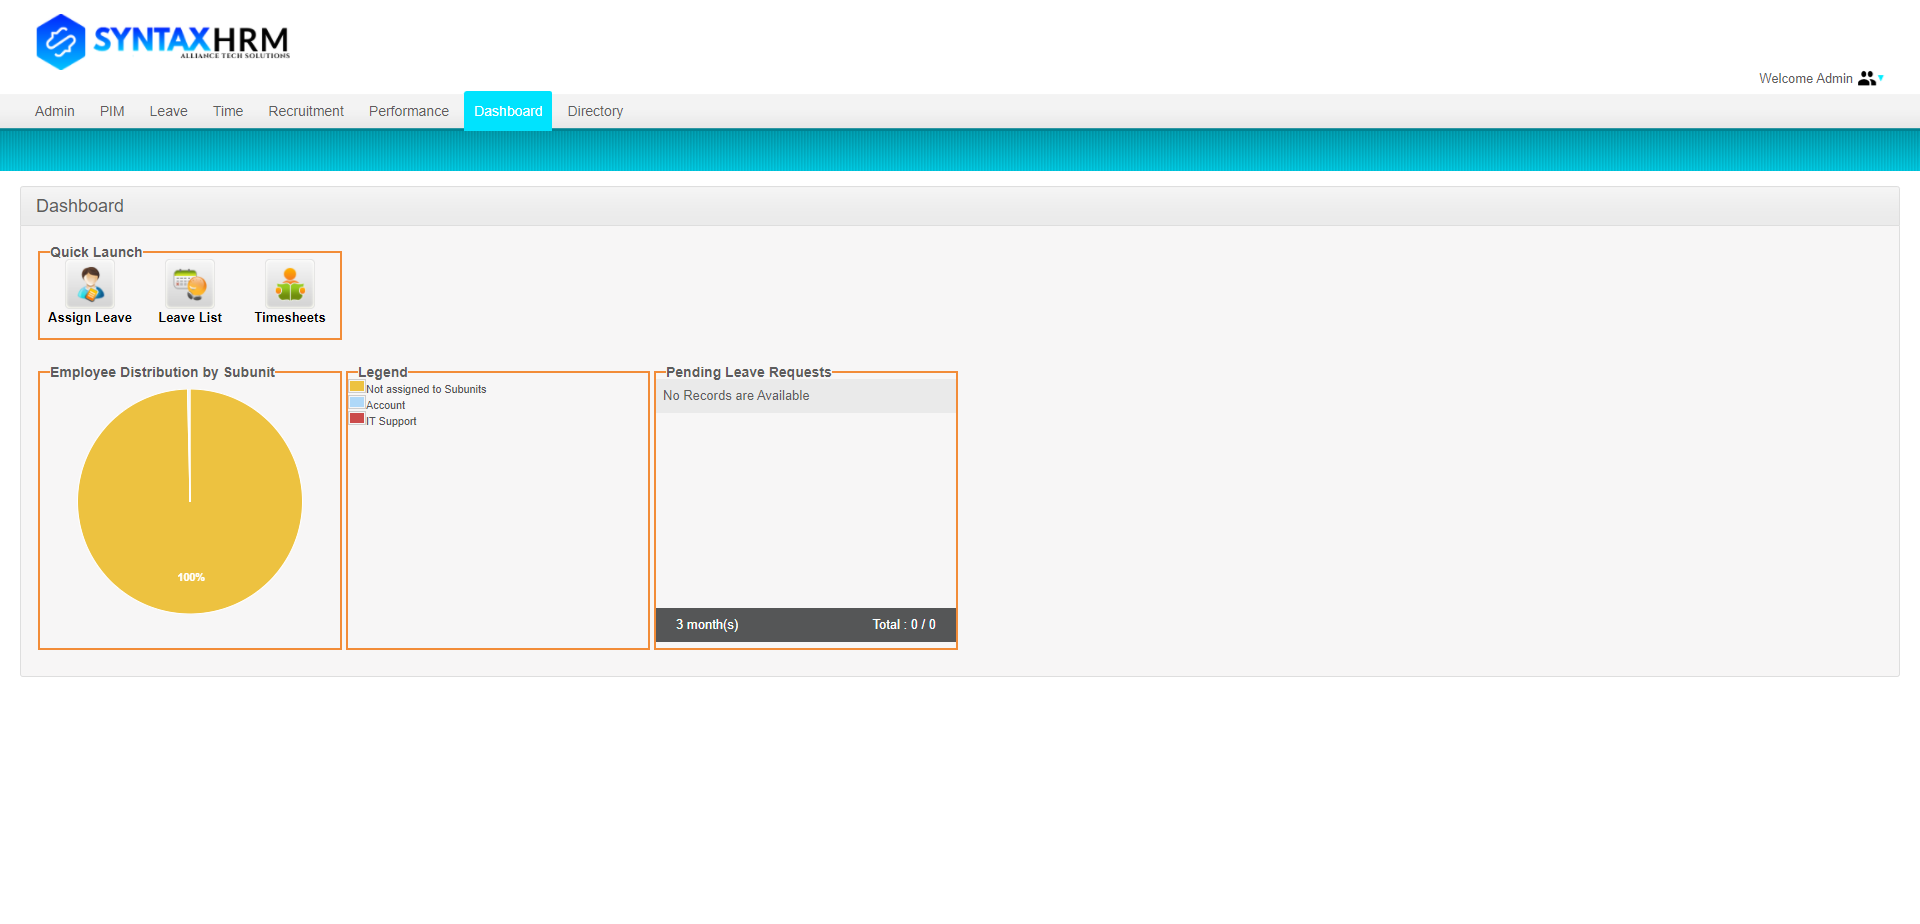 SYNTAXHRM
ALLIANCE TECH SOLUTIONS
Welcome Admin
Admin PIM Leave Time Recruitment Performance Dashboard Directory
Dashboard
Quick Launch
Assign Leave Leave List Timesheets
Employee Distribution by Subunit
100%
Legend
Not assigned to Subunits
Account
IT Support
Pending Leave Requests
No Records are Available
3 month(s) Total : 0 / 0